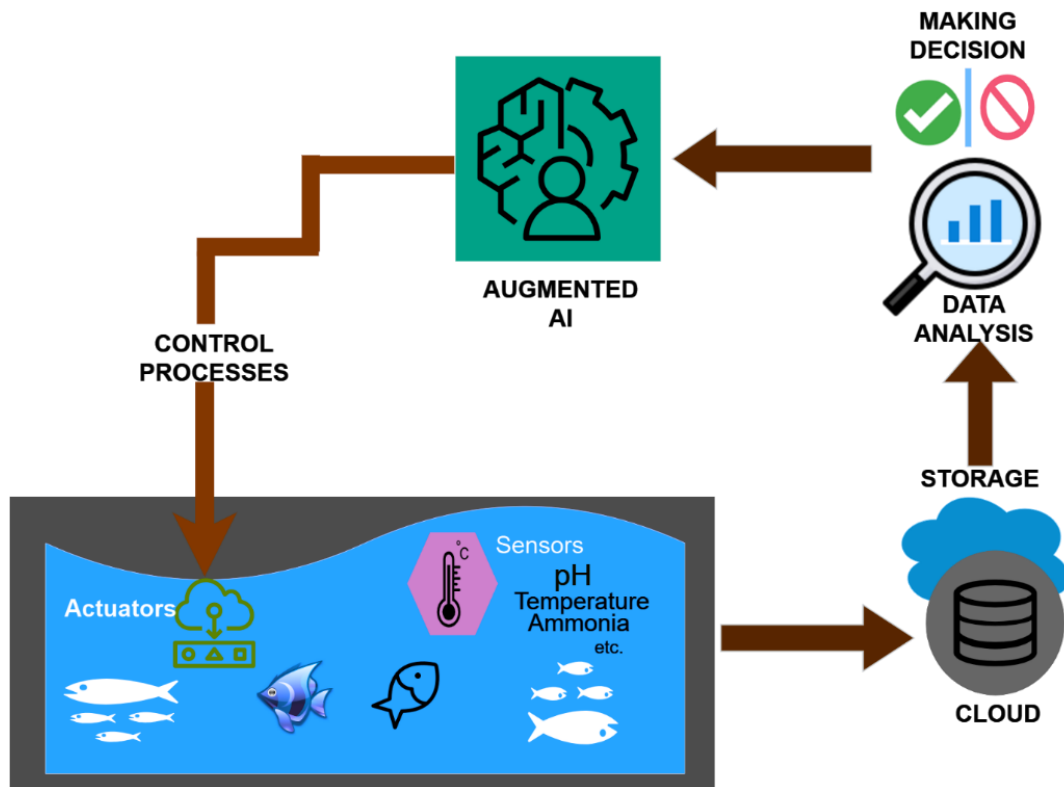 MAKING
DECISION
AUGMENTED
AI
DATA
ANALYSIS
CONTROL
PROCESSES
STORAGE
°C
Sensors
pH
Temperature
Ammonia
etc.
Actuators
CLOUD